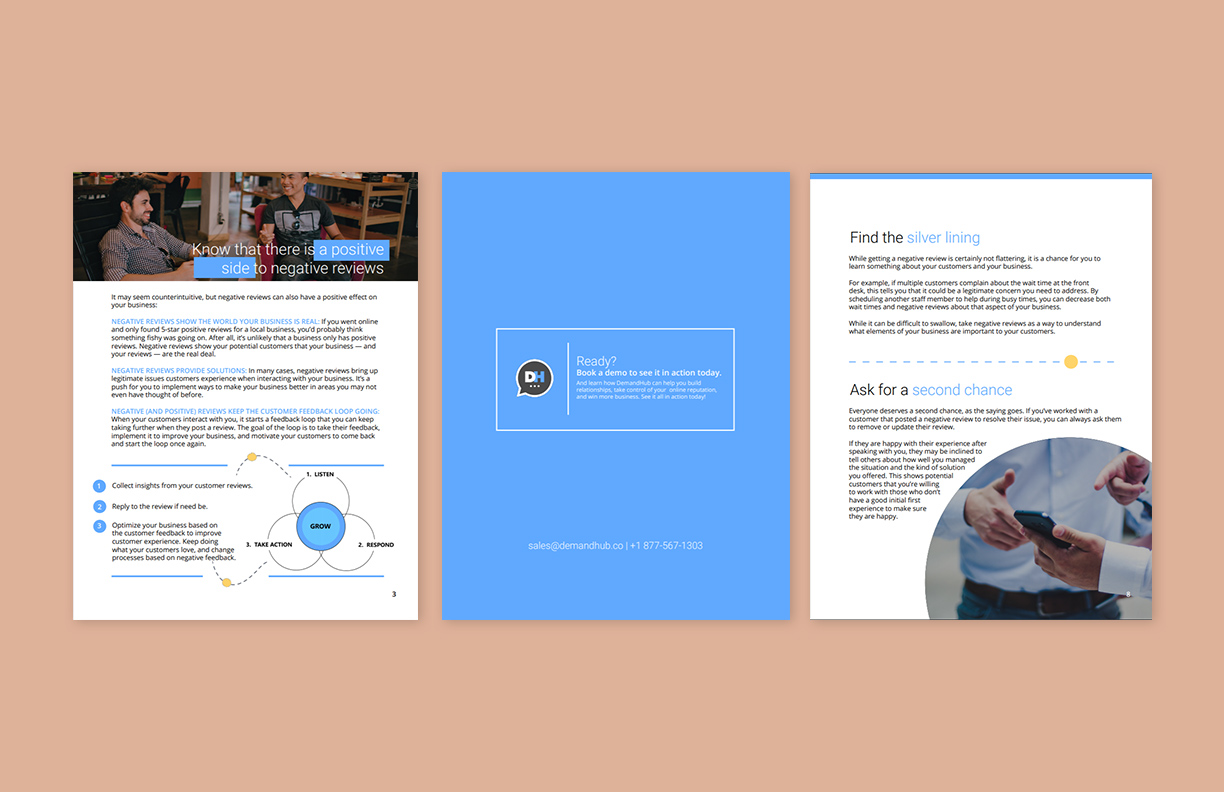 Know that there is a positive
side to negative reviews
It may seem counterintuitive, but negative reviews can also have a positive effect on
your business:
NEGATIVE REVIEWS SHOW THE WORLD YOUR BUSINESS IS REAL: If you went online
and only found 5-star positive reviews for a local business, you'd probably think
something fishy was going on. After all, it's unlikely that a business only has positive
reviews. Negative reviews show your potential customers that your business — and
your reviews — are the real deal.
NEGATIVE REVIEWS PROVIDE SOLUTIONS: In many cases, negative reviews bring up
legitimate issues customers experience when interacting with your business. It's a
push for you to implement ways to make your business better in areas you may not
even have thought of before.
NEGATIVE (AND POSITIVE) REVIEWS KEEP THE CUSTOMER FEEDBACK LOOP GOING:
When your customers interact with you, it starts a feedback loop that you can keep
taking further when they post a review. The goal of the loop is to take their feedback,
implement it to improve your business, and motivate your customers to come back
and start the loop once again.
1 Collect insights from your customer reviews.
2 Reply to the review if need be.
3 Optimize your business based on
the customer feedback to improve
customer experience. Keep doing
what your customers love, and change
processes based on negative feedback.
1. LISTEN
GROW
3. TAKE ACTION
2. RESPOND
3
DH
Ready?
Book a demo to see it in action today.
And learn how DemandHub can help you build
relationships, take control of your online reputation,
and win more business. See it all in action today!
sales@demandhub.co | +1 877-567-1303
Find the silver lining
While getting a negative review is certainly not flattering, it is a chance for you to
learn something about your customers and your business.
For example, if multiple customers complain about the wait time at the front
desk, this tells you that it could be a legitimate concern you need to address. By
scheduling another staff member to help during busy times, you can decrease both
wait times and negative reviews about that aspect of your business.
While it can be difficult to swallow, take negative reviews as a way to understand
what elements of your business are important to your customers.
Ask for a second chance
Everyone deserves a second chance, as the saying goes. If you've worked with a
customer that posted a negative review to resolve their issue, you can always ask them
to remove or update their review.
If they are happy with their experience after
speaking with you, they may be inclined to
tell others about how well you managed
the situation and the kind of solution
you offered. This shows potential
customers that you're willing
to work with those who don't
have a good initial first
experience to make sure
they are happy.
8